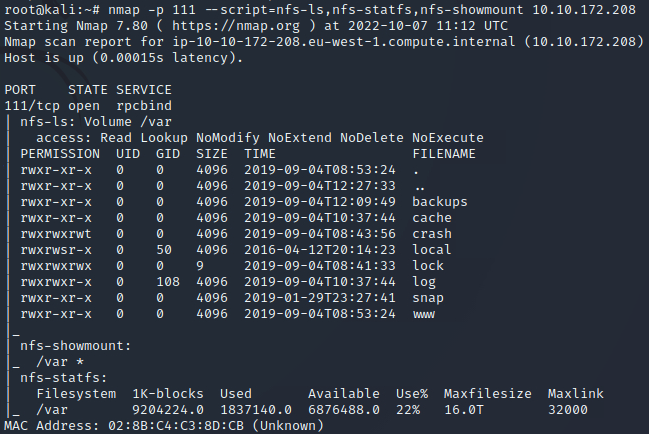 root@kali:~# nmap -p 111 --script=nfs-ls,nfs-statfs,nfs-showmount 10.10.172.208
Starting Nmap 7.80 ( https://nmap.org ) at 2022-10-07 11:12 UTC
Nmap scan report for ip-10-10-172-208.eu-west-1.compute.internal (10.10.172.208)
Host is up (0.00015s latency).

PORT    STATE SERVICE
111/tcp open  rpcbind
| nfs-ls: Volume /var
|   access: Read Lookup NoModify NoExtend NoDelete NoExecute
| PERMISSION  UID  GID  SIZE  TIME                 FILENAME
| rwxr-xr-x   0    0    4096  2019-09-04T08:53:24  .
| rwxr-xr-x   0    0    4096  2019-09-04T12:27:33  ..
| rwxr-xr-x   0    0    4096  2019-09-04T12:09:49  backups
| rwxr-xr-x   0    0    4096  2019-09-04T10:37:44  cache
| rwxrwxrwt   0    0    4096  2019-09-04T08:43:56  crash
| rwxrwsr-x   0    50   4096  2016-04-12T20:14:23  local
| rwxrwxrwx   0    0    9     2019-09-04T08:41:33  lock
| rwxrwxr-x   0    108  4096  2019-09-04T10:37:44  log
| rwxr-xr-x   0    0    4096  2019-01-29T23:27:41  snap
| rwxr-xr-x   0    0    4096  2019-09-04T08:53:24  www
|_
| nfs-showmount:
|_  /var *
| nfs-statfs:
|   Filesystem  1K-blocks  Used       Available  Use%  Maxfilesize  Maxlink
|_  /var        9204224.0  1837140.0  6876488.0  22%   16.0T        32000
MAC Address: 02:8B:C4:C3:8D:CB (Unknown)